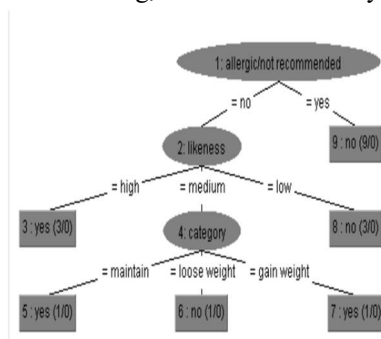 1: allergic/not recommended
= no
= yes
2: likeness
9 : no (9/0)
= high
= medium
= low
3 : yes (3/0)
4: category
8 : no (3/0)
= maintain
= loose weight
= gain weight
5 : yes (1/0)
6 : no (1/0)
7 : yes (1/0)